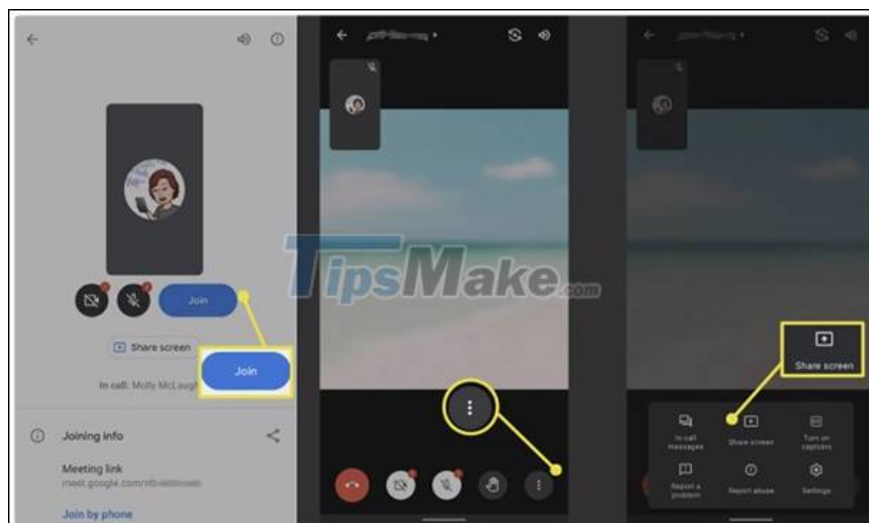 Join
Share screen
Join
In call: Molly McLaugh
Joining info
Meeting link
meet.google.com/
Join by phone
TipsMake.com
Share screen
In-call
messages
Share screen
Turn on
captions
Report a
problem
Report abuse
Settings